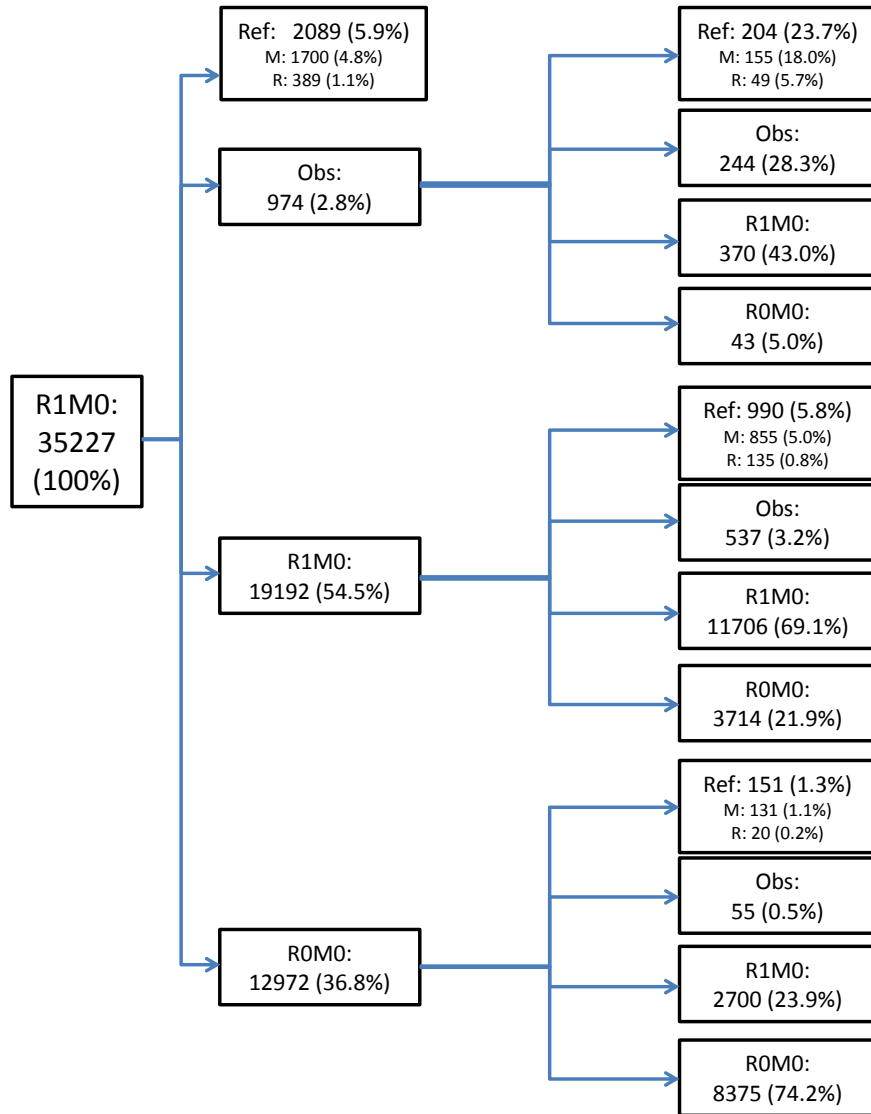 R1M0:
35227
(100%)
Ref: 2089 (5.9%)
M: 1700 (4.8%)
R: 389 (1.1%)
Obs:
974 (2.8%)
R1M0:
19192 (54.5%)
R0M0:
12972 (36.8%)
Ref: 204 (23.7%)
M: 155 (18.0%)
R: 49 (5.7%)
Obs:
244 (28.3%)
R1M0:
370 (43.0%)
R0M0:
43 (5.0%)
Ref: 990 (5.8%)
M: 855 (5.0%)
R: 135 (0.8%)
Obs:
537 (3.2%)
R1M0:
11706 (69.1%)
R0M0:
3714 (21.9%)
Ref: 151 (1.3%)
M: 131 (1.1%)
R: 20 (0.2%)
Obs:
55 (0.5%)
R1M0:
2700 (23.9%)
R0M0:
8375 (74.2%)